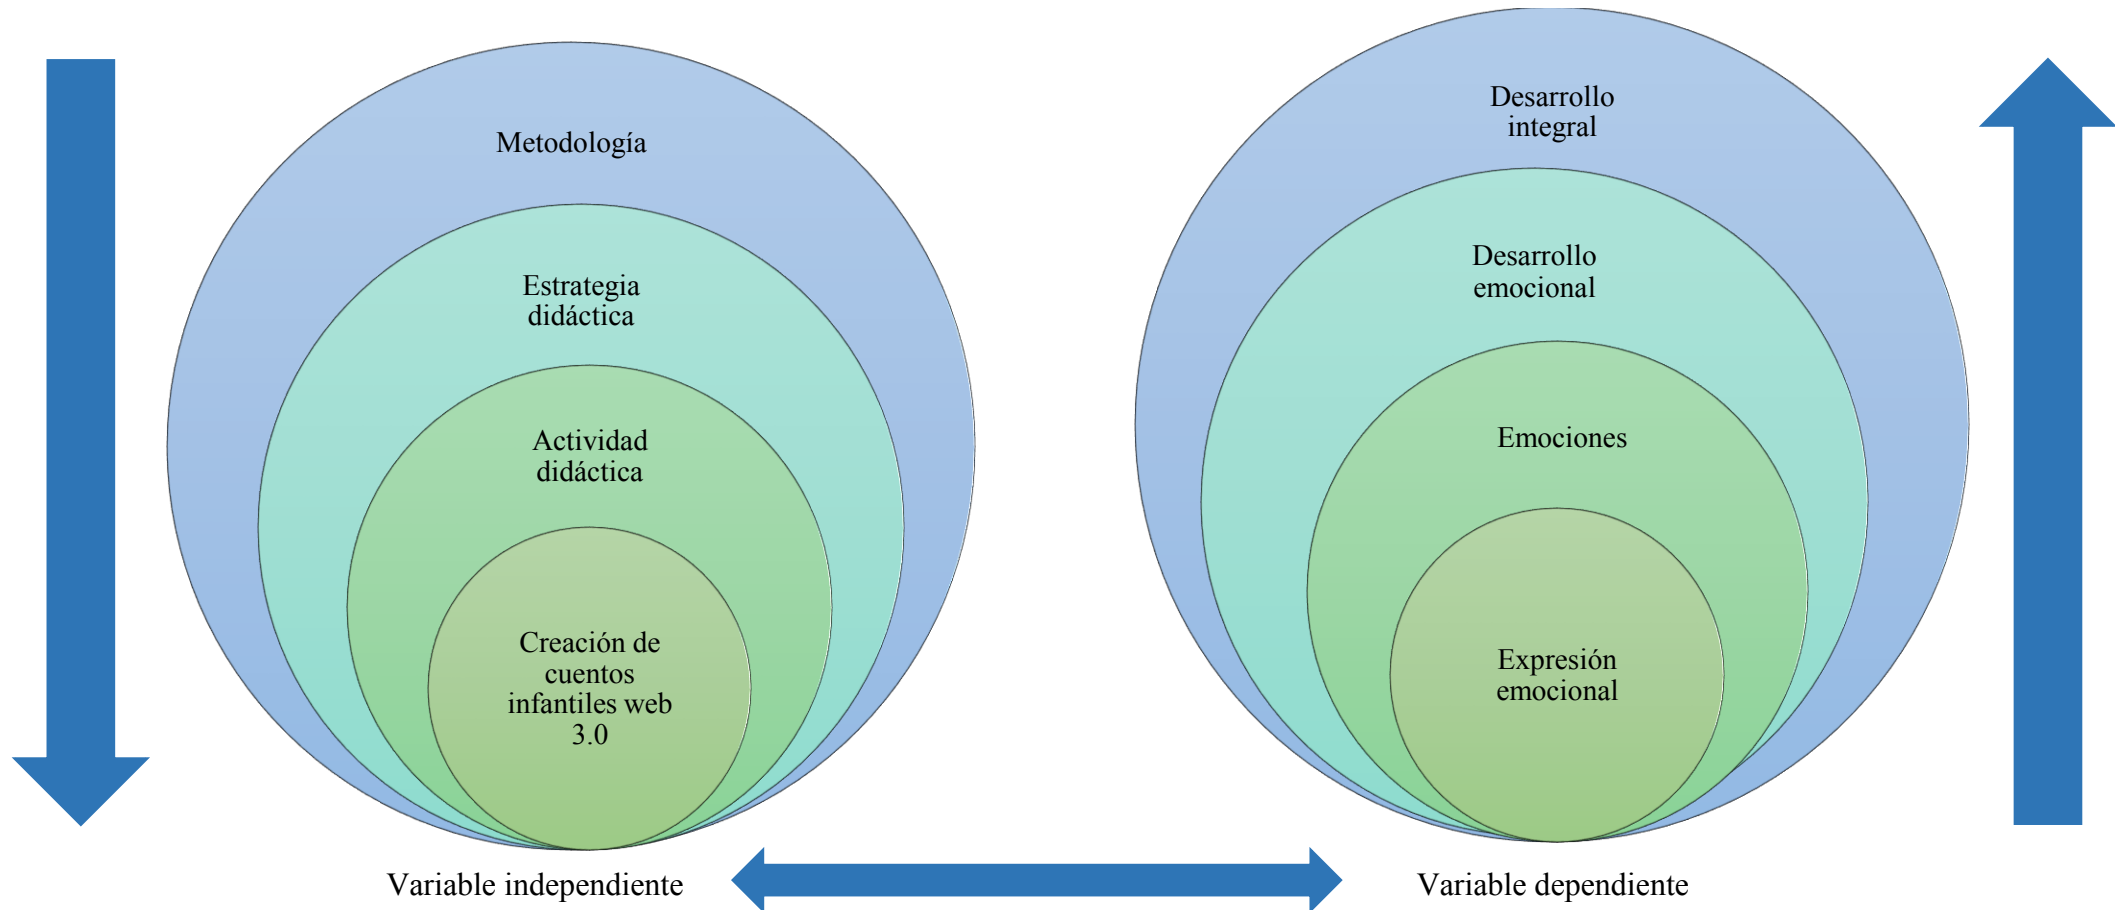 Metodología
Estrategia
didáctica
Actividad
didáctica
Creación de
cuentos
infantiles web
3.0
Variable independiente
Desarrollo
integral
Desarrollo
emocional
Emociones
Expresión
emocional
Variable dependiente